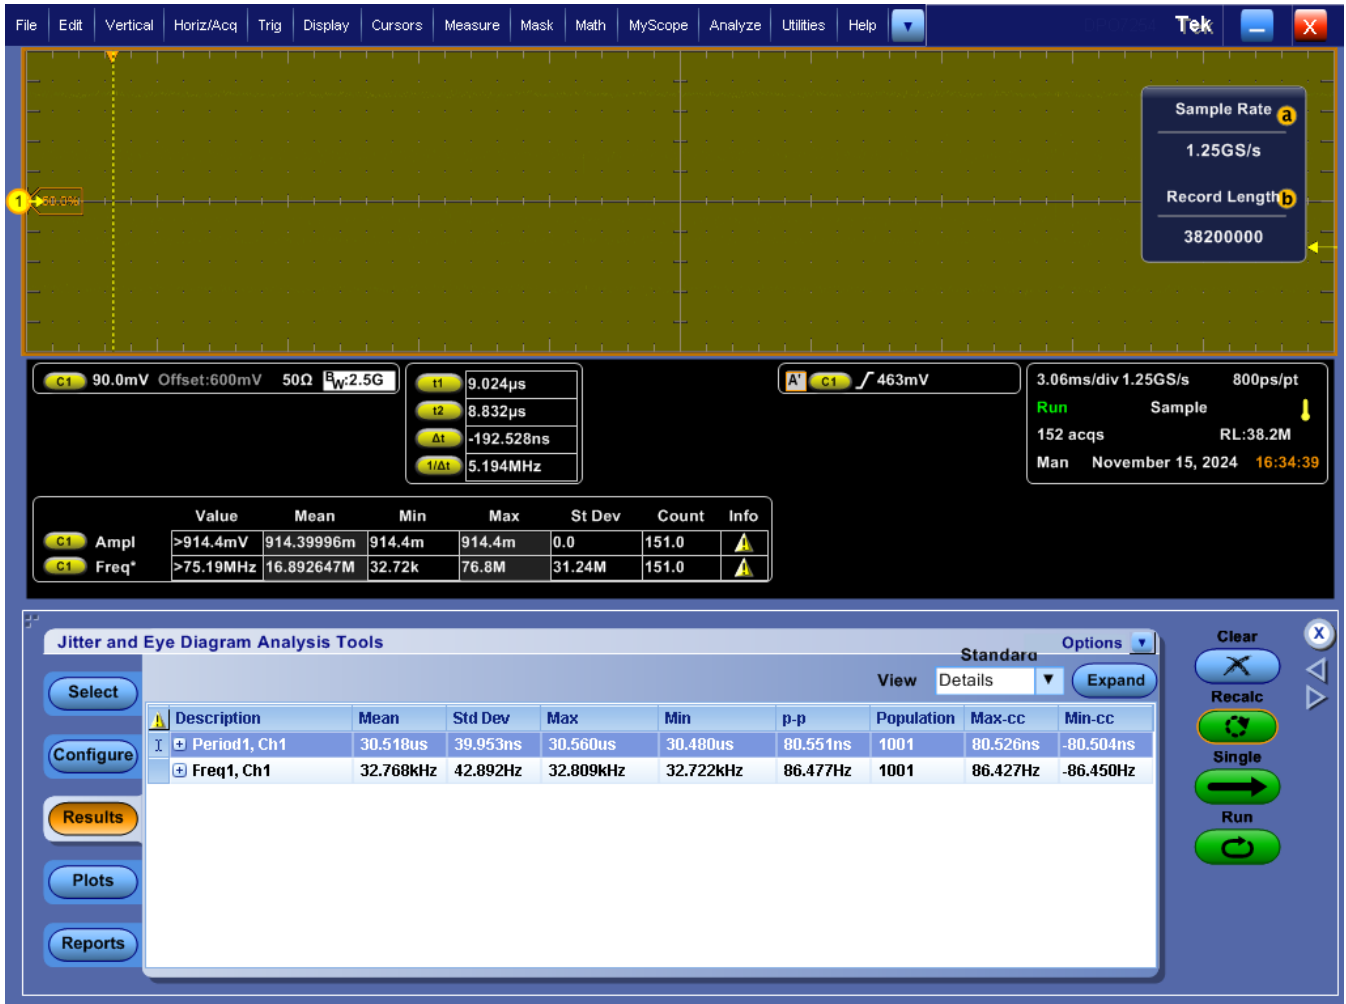 File Edit Vertical Horiz/Acq Trig Display Cursors Measure Mask Math MyScope Analyze Utilities Help Tek X
Sample Rate a
1.25GS/s
Record Length b
38200000
1
C1 90.0mV Offset:600mV 50Ω BW:2.5G
t1 9.024µs
t2 8.832µs
Δt -192.528ns
1/Δt 5.194MHz
A' C1 463mV
3.06ms/div 1.25GS/s 800ps/pt
Run Sample
152 acqs RL:38.2M
Man November 15, 2024 16:34:39
Value Mean Min Max St Dev Count Info
C1 Ampl >914.4mV 914.39996m 914.4m 914.4m 0.0 151.0
C1 Freq* >75.19MHz 16.892647M 32.72k 76.8M 31.24M 151.0
Jitter and Eye Diagram Analysis Tools Options
Clear
X
Standard
View Details Expand
Select
Recalc
Description Mean Std Dev Max Min p-p Population Max-cc Min-cc
Period1, Ch1 30.518us 39.953ns 30.560us 30.480us 80.551ns 1001 80.526ns -80.504ns
Freq1, Ch1 32.768kHz 42.892Hz 32.809kHz 32.722kHz 86.477Hz 1001 86.427Hz -86.450Hz
Configure
Single
Results
Run
Plots
Reports